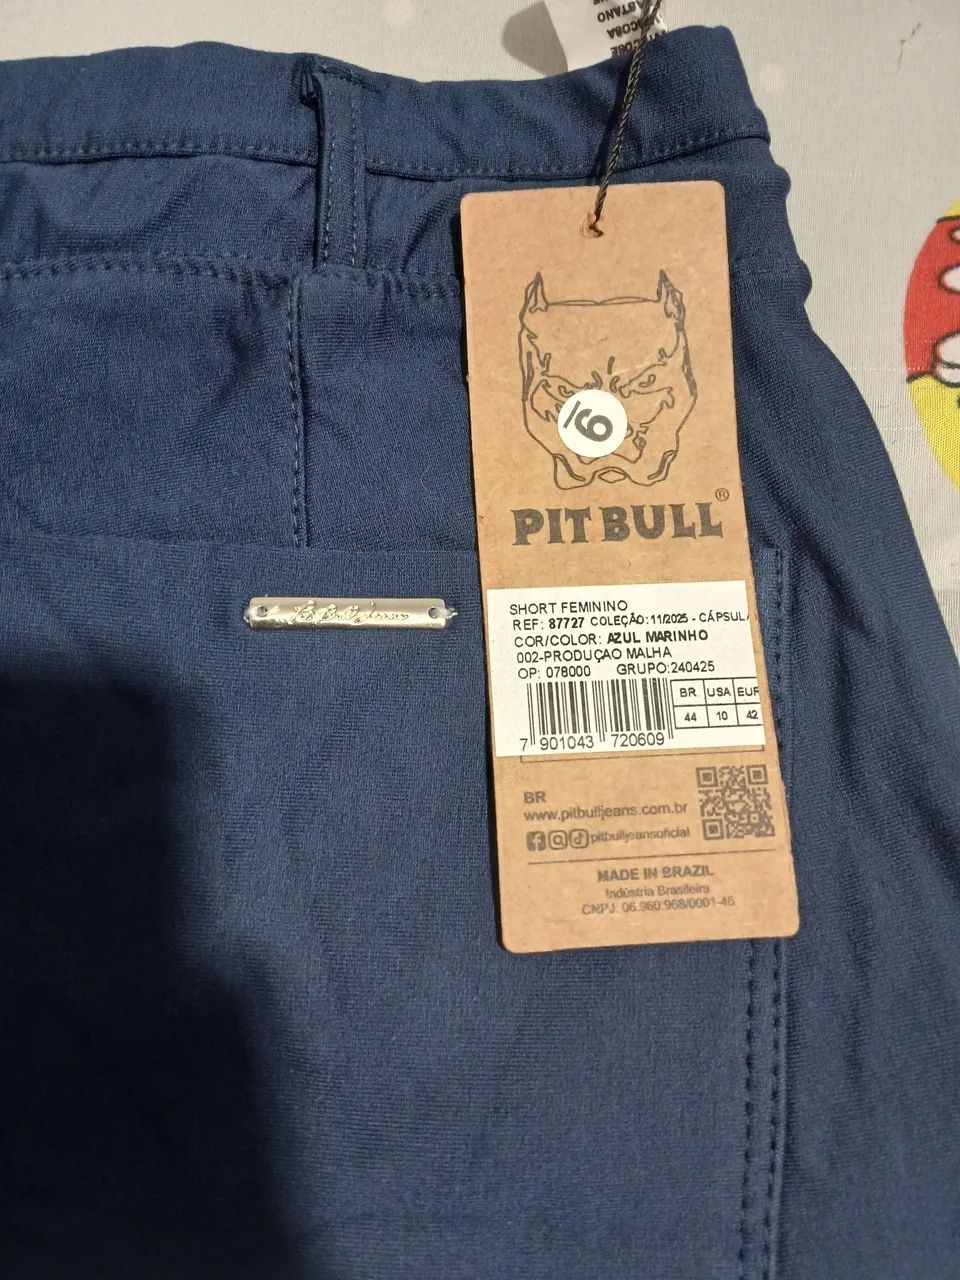 PIT BULL®
SHORT FEMININO
REF: 87727 COLEÇÃO:11/2025 - CÁPSULA
COR/COLOR: AZUL MARINHO
002-PRODUÇAO MALHA
OP: 078000 GRUPO:240425
BR USA EUR
44 10 42
7 901043 720609
BR
www.pitbulljeans.com.br
pitbulljeansoficial
MADE IN BRAZIL
Indústria Brasileira
CNPJ: 06.960.968/0001-46